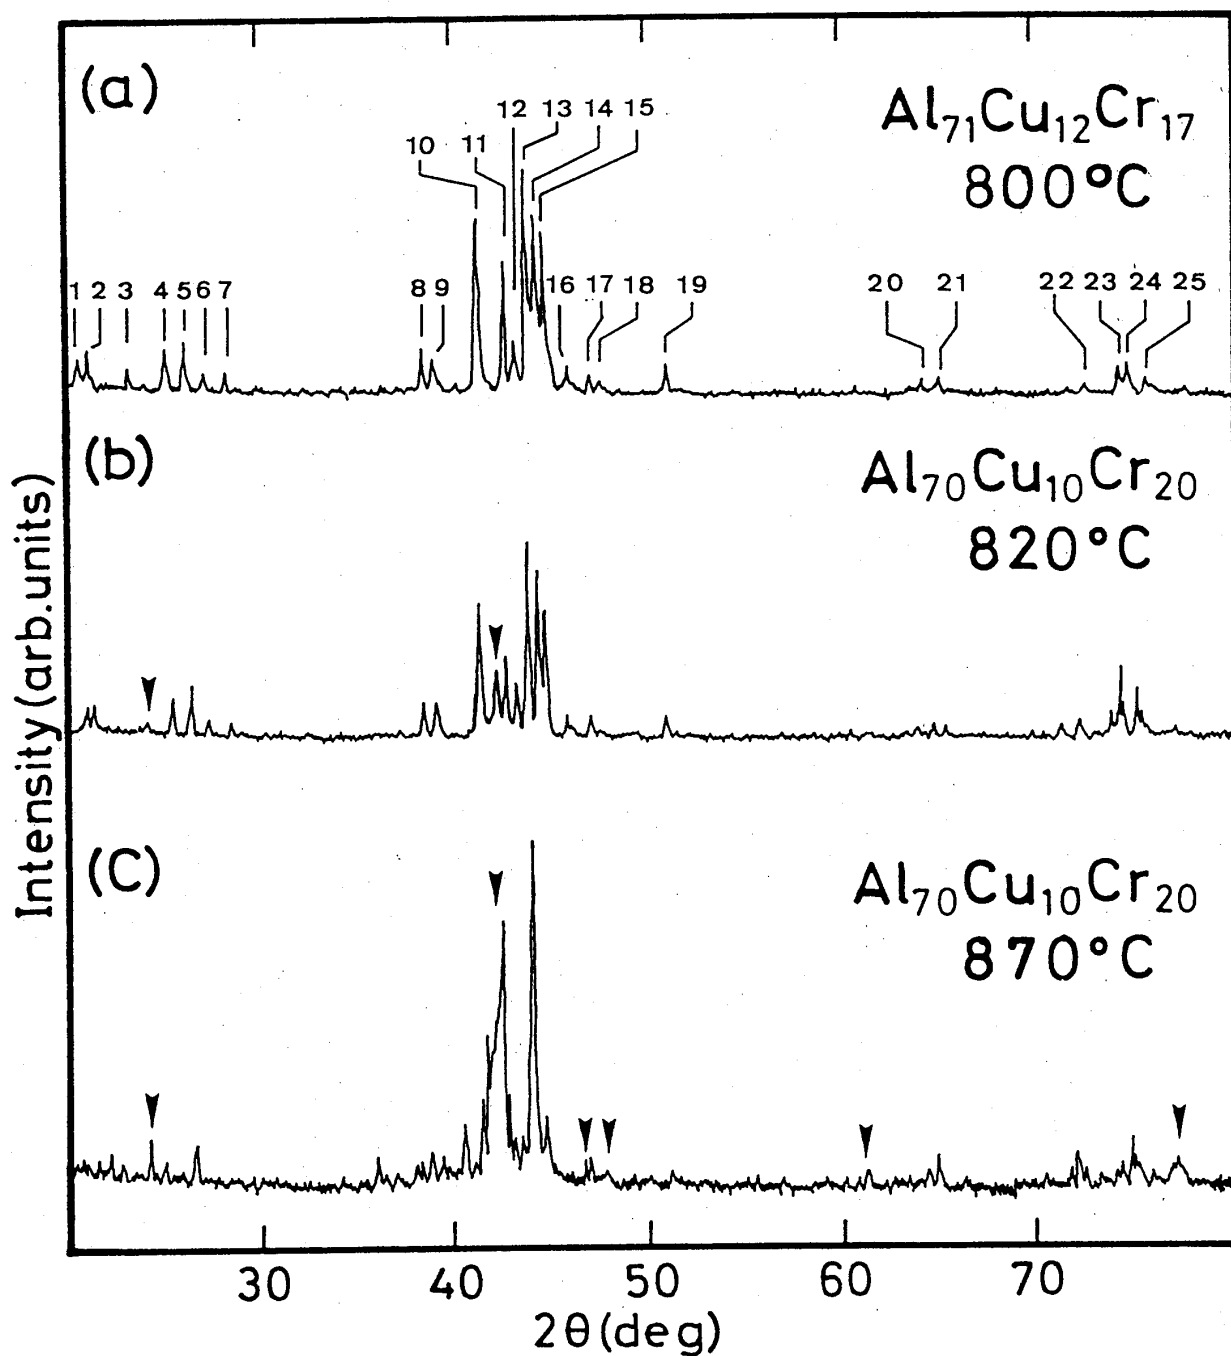 (a)
Al₇₁Cu₁₂Cr₁₇
800°C
12 13 14 15
10 11
1 2 3 4 5 6 7 8 9 16 17 18 19 20 21 22 23 24 25
(b)
Al₇₀Cu₁₀Cr₂₀
820°C
(C)
Al₇₀Cu₁₀Cr₂₀
870°C
Intensity (arb.units)
30 40 50 60 70
2θ (deg)